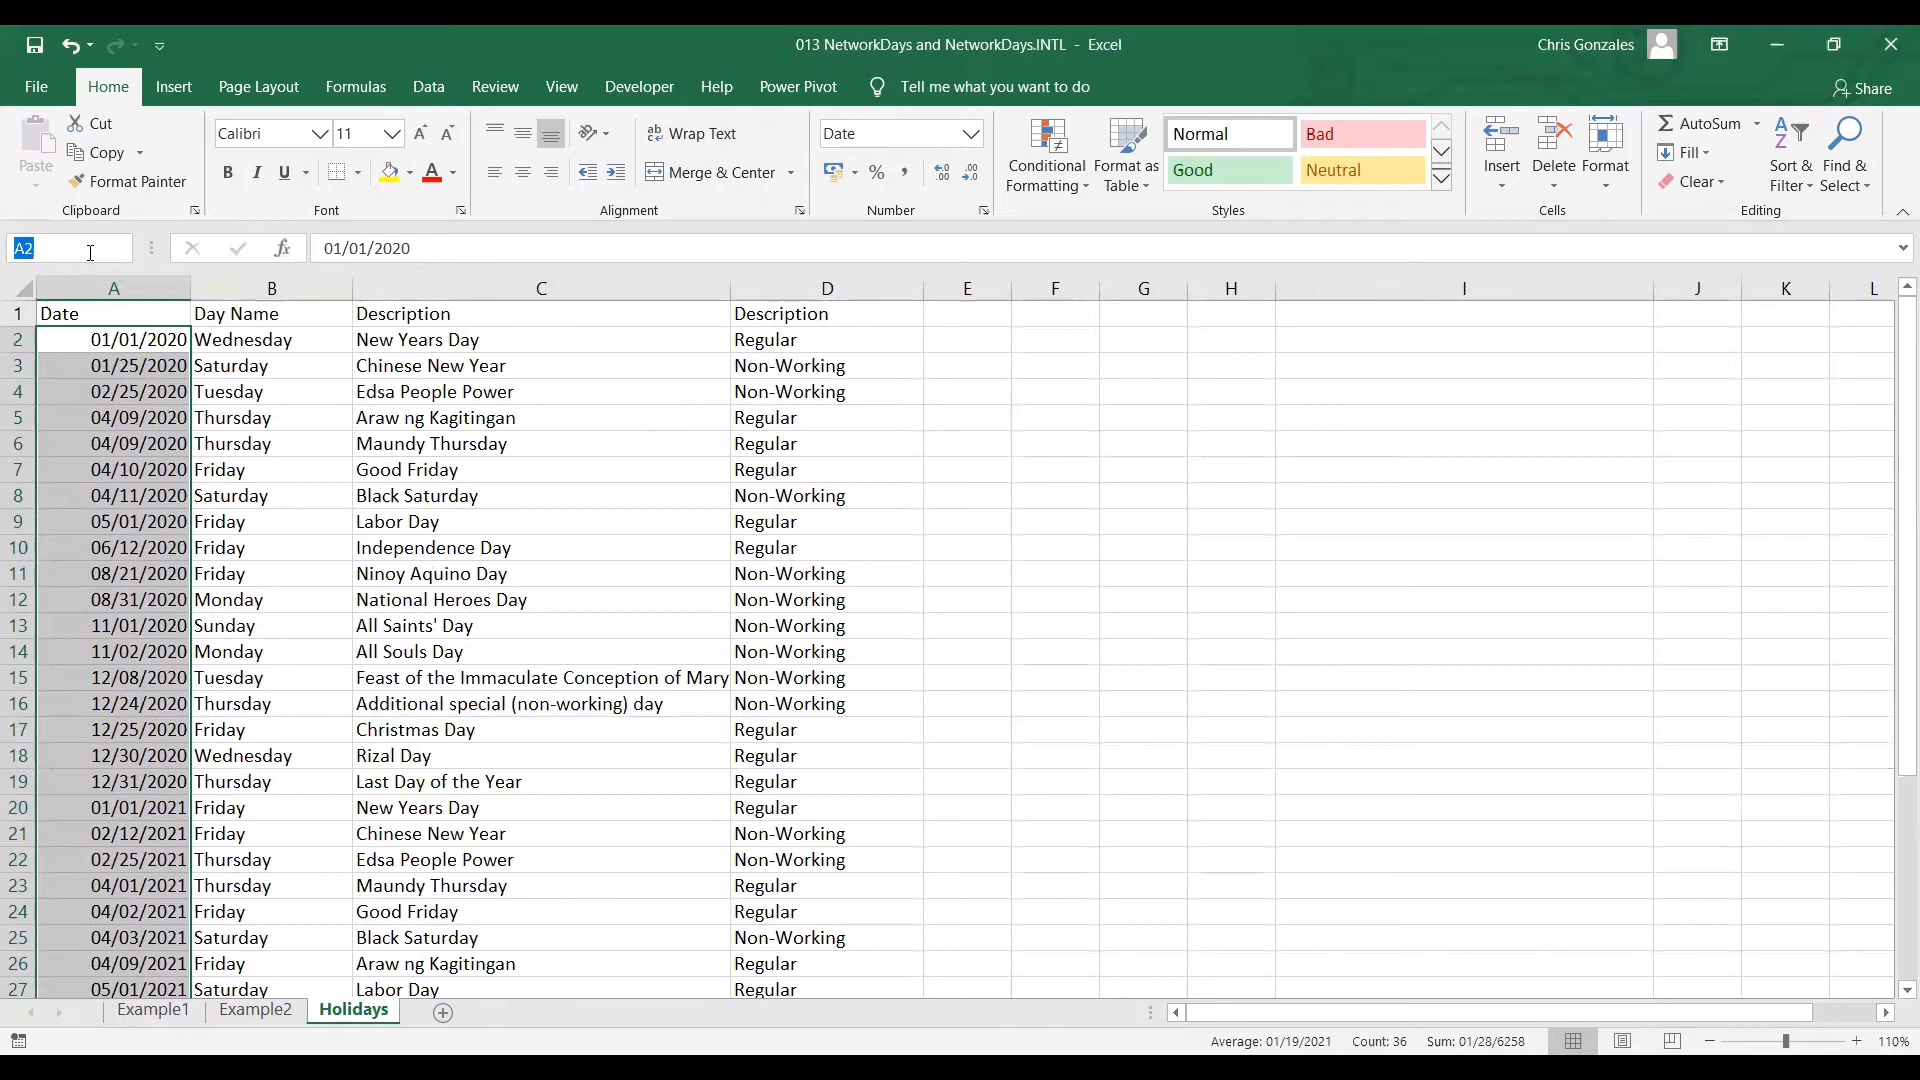 013 NetworkDays and NetworkDays.INTL - Excel
Chris Gonzales
File Home Insert Page Layout Formulas Data Review View Developer Help Power Pivot Tell me what you want to do Share
Paste
Cut
Copy
Format Painter
Clipboard
Calibri 11
B I U A
Font
Wrap Text
Merge & Center
Alignment
Date
%
Number
Conditional Formatting
Format as Table
Normal Bad
Good Neutral
Styles
Insert Delete Format
Cells
AutoSum
Fill
Clear
Sort & Filter
Find & Select
Editing
A2 fx 01/01/2020
A B C D E F G H I J K L
1 Date Day Name Description Description
2 01/01/2020 Wednesday New Years Day Regular
3 01/25/2020 Saturday Chinese New Year Non-Working
4 02/25/2020 Tuesday Edsa People Power Non-Working
5 04/09/2020 Thursday Araw ng Kagitingan Regular
6 04/09/2020 Thursday Maundy Thursday Regular
7 04/10/2020 Friday Good Friday Regular
8 04/11/2020 Saturday Black Saturday Non-Working
9 05/01/2020 Friday Labor Day Regular
10 06/12/2020 Friday Independence Day Regular
11 08/21/2020 Friday Ninoy Aquino Day Non-Working
12 08/31/2020 Monday National Heroes Day Non-Working
13 11/01/2020 Sunday All Saints' Day Non-Working
14 11/02/2020 Monday All Souls Day Non-Working
15 12/08/2020 Tuesday Feast of the Immaculate Conception of Mary Non-Working
16 12/24/2020 Thursday Additional special (non-working) day Non-Working
17 12/25/2020 Friday Christmas Day Regular
18 12/30/2020 Wednesday Rizal Day Regular
19 12/31/2020 Thursday Last Day of the Year Regular
20 01/01/2021 Friday New Years Day Regular
21 02/12/2021 Friday Chinese New Year Non-Working
22 02/25/2021 Thursday Edsa People Power Non-Working
23 04/01/2021 Thursday Maundy Thursday Regular
24 04/02/2021 Friday Good Friday Regular
25 04/03/2021 Saturday Black Saturday Non-Working
26 04/09/2021 Friday Araw ng Kagitingan Regular
27 05/01/2021 Saturday Labor Day Regular
Example1 Example2 Holidays
Average: 01/19/2021 Count: 36 Sum: 01/28/6258 110%